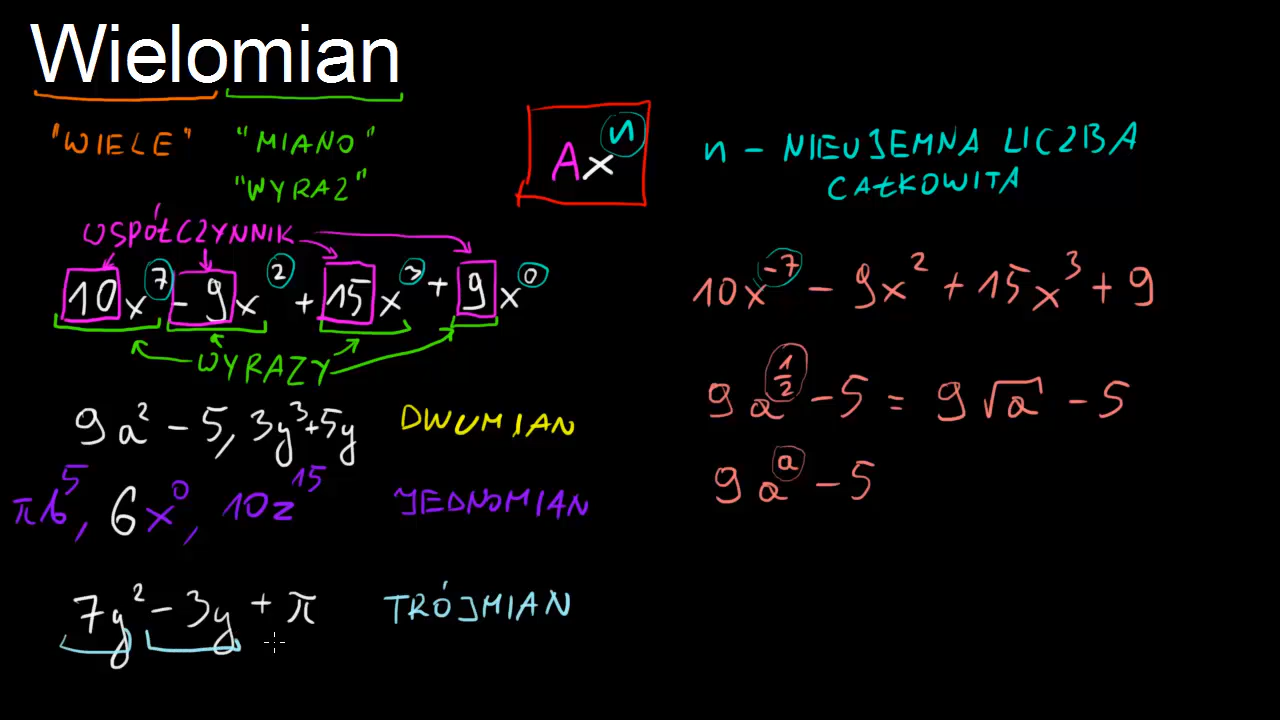 Wielomian
"WIELE" "MIANO"
"WYRAZ"
Axⁿ
n - NIEUJEMNA LICZBA
CAŁKOWITA
WSPÓŁCZYNNIK
10x⁷ - 9x² + 15x³ + 9x⁰
WYRAZY
10x⁻⁷ - 9x² + 15x³ + 9
9a² - 5, 3y³+5y DWUMIAN
9a^(1/2) - 5 = 9√a - 5
πb⁵, 6x⁰, 10z¹⁵ JEDNOMIAN
9aᵃ - 5
7y² - 3y + π TRÓJMIAN